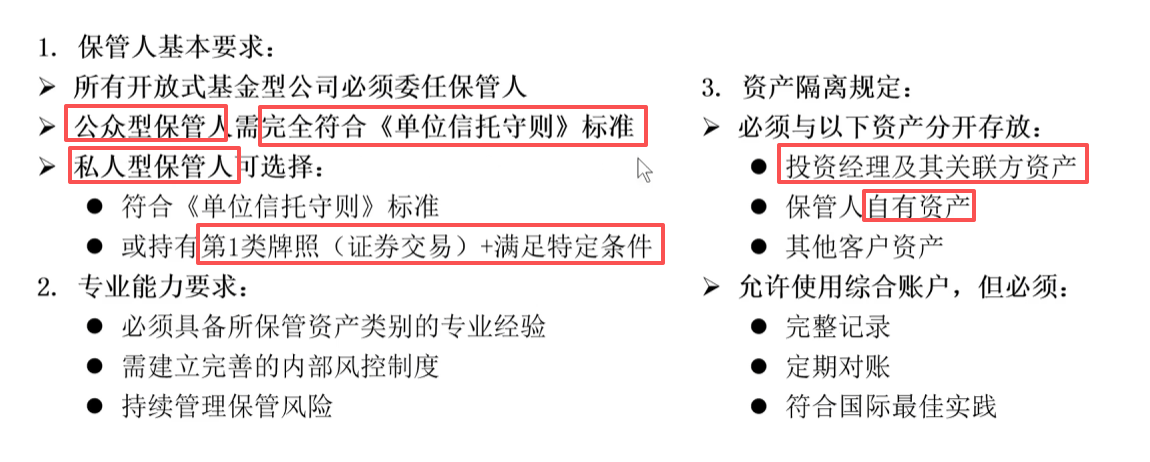 1. 保管人基本要求：
➢ 所有开放式基金型公司必须委任保管人
➢ 公众型保管人需完全符合《单位信托守则》标准
➢ 私人型保管人可选择：
● 符合《单位信托守则》标准
● 或持有第1类牌照（证券交易）+满足特定条件
2. 专业能力要求：
● 必须具备所保管资产类别的专业经验
● 需建立完善的内部风控制度
● 持续管理保管风险
3. 资产隔离规定：
➢ 必须与以下资产分开存放：
● 投资经理及其关联方资产
● 保管人自有资产
● 其他客户资产
➢ 允许使用综合账户，但必须：
● 完整记录
● 定期对账
● 符合国际最佳实践